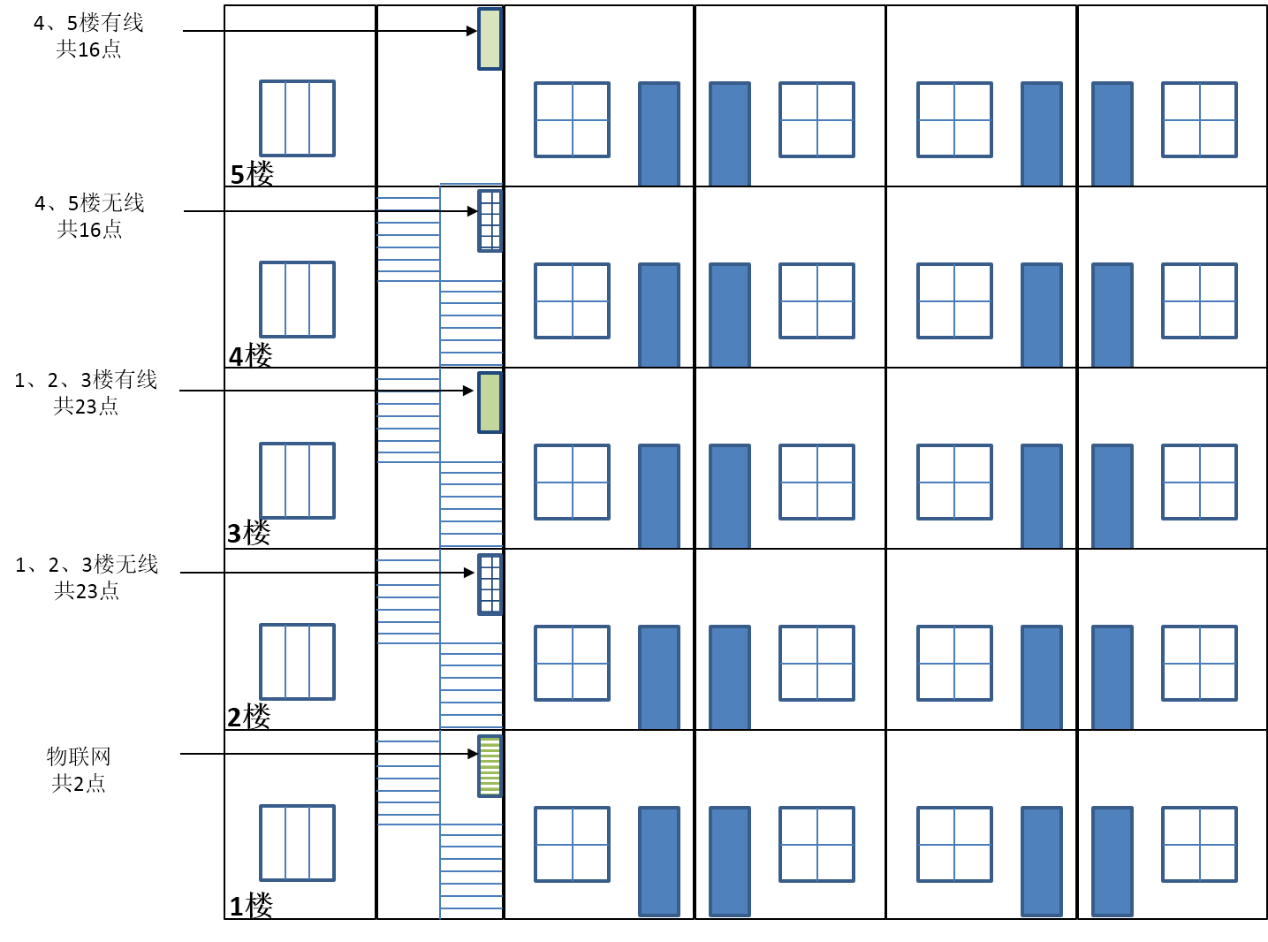 4、5楼有线
共16点
5楼
4、5楼无线
共16点
4楼
1、2、3楼有线
共23点
3楼
1、2、3楼无线
共23点
2楼
物联网
共2点
1楼